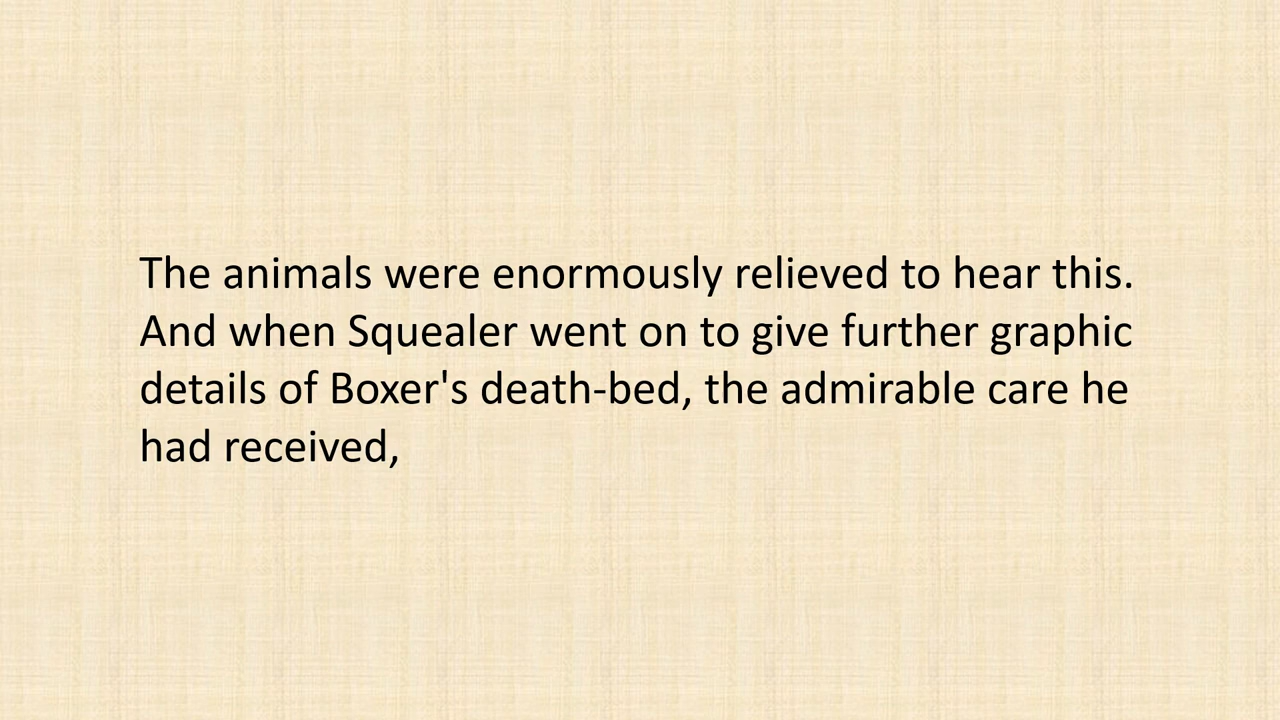 The animals were enormously relieved to hear this.
And when Squealer went on to give further graphic
details of Boxer's death-bed, the admirable care he
had received,